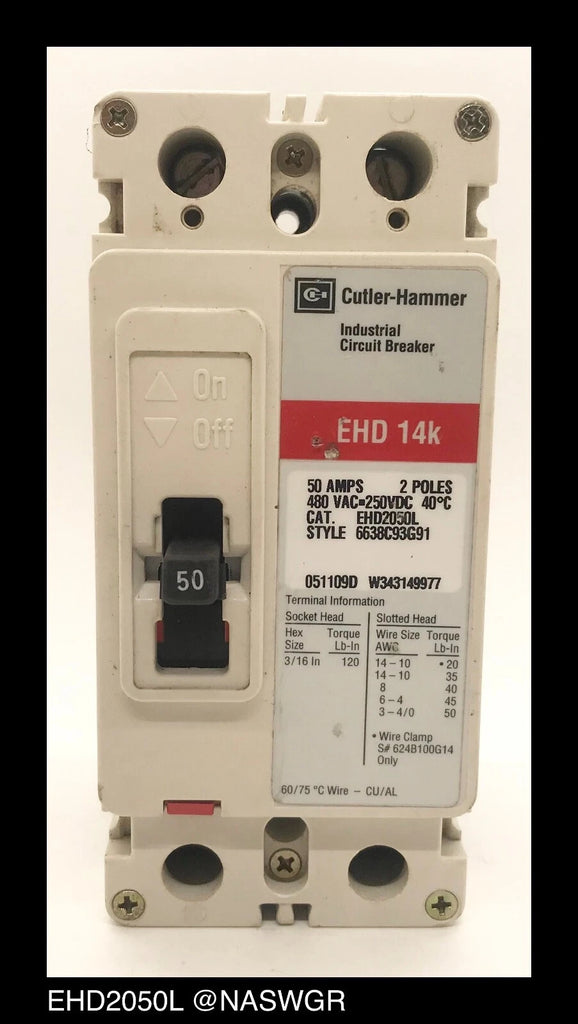 Cutler-Hammer
Industrial
Circuit Breaker
EHD 14k
On
Off
50
50 AMPS 2 POLES
480 VAC=250VDC 40°C
CAT. EHD2050L
STYLE 6638C93G91
051109D W343149977
Terminal Information
Socket Head
Hex Torque
Size Lb-In
3/16 In 120
Slotted Head
Wire Size Torque
AWG Lb-In
14-10 •20
14-10 35
8 40
6-4 45
3-4/0 50
• Wire Clamp
S# 624B100G14
Only
60/75 °C Wire - CU/AL
EHD2050L @NASWGR